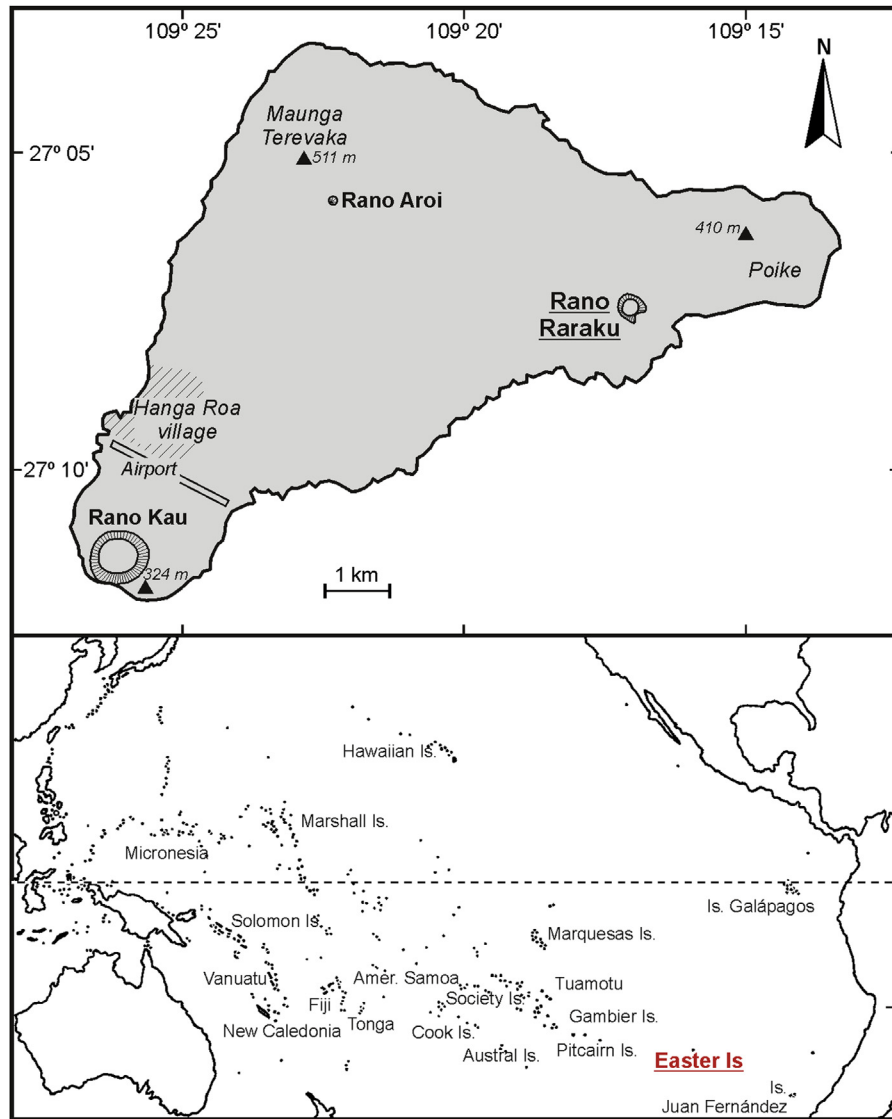 109º 25
109º 20
109º 15
N
Maunga
Terevaka
511 m
27º 05'
Rano Aroi
410 m
Poike
Rano
Raraku
Hanga Roa
village
Airport
27º 10'
Rano Kau
324 m
1 km
Hawaiian Is.
Marshall Is.
Micronesia
Is. Galápagos
Solomon Is.
Marquesas Is.
Vanuatu
Amer. Samoa
Tuamotu
Fiji
Society Is.
Gambier Is.
New Caledonia
Tonga
Cook Is.
Austral Is.
Pitcairn Is.
Easter Is
Is.
Juan Fernández